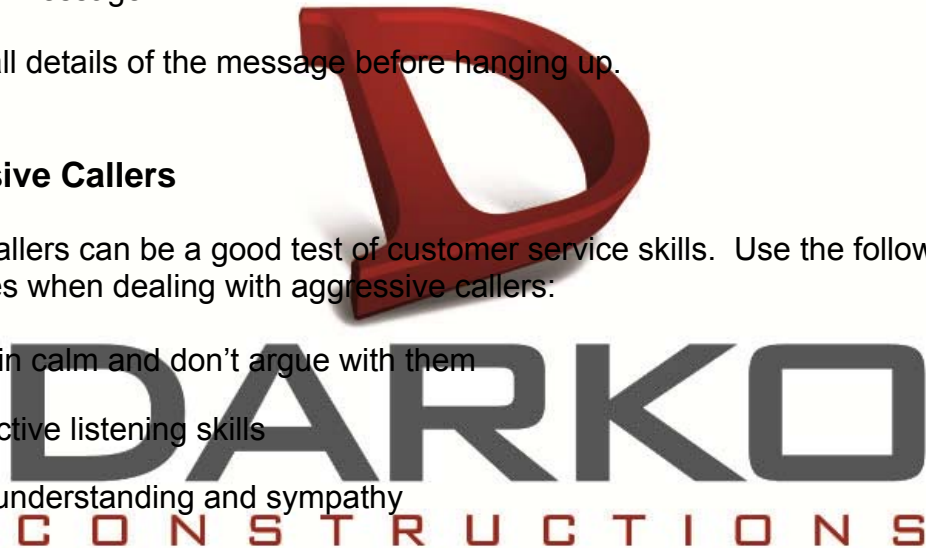 all details of the message before hanging up.
sive Callers
allers can be a good test of customer service skills. Use the follow
es when dealing with aggressive callers:
in calm and don't argue with them
ctive listening skills
understanding and sympathy
D
DARKO
CONSTRUCTIONS